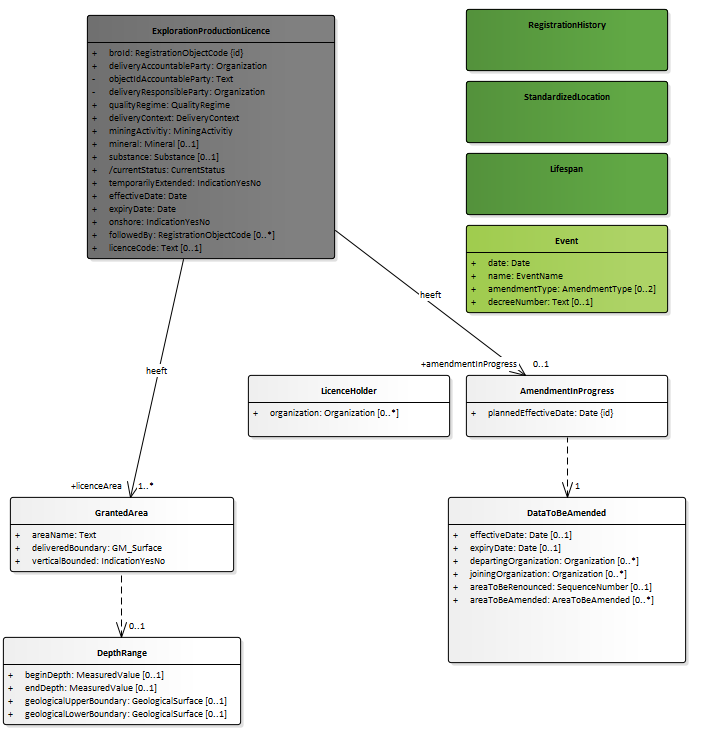 ExplorationProductionLicence
+ broId: RegistrationObjectCode {id}
+ deliveryAccountableParty: Organization
- objectIdAccountableParty: Text
- deliveryResponsibleParty: Organization
+ qualityRegime: QualityRegime
+ deliveryContext: DeliveryContext
+ miningActivitiy: MiningActivitiy
+ mineral: Mineral [0..1]
+ substance: Substance [0..1]
+ /currentStatus: CurrentStatus
+ temporarilyExtended: IndicationYesNo
+ effectiveDate: Date
+ expiryDate: Date
+ onshore: IndicationYesNo
+ followedBy: RegistrationObjectCode [0..*]
+ licenceCode: Text [0..1]
RegistrationHistory
StandardizedLocation
Lifespan
Event
+ date: Date
+ name: EventName
+ amendmentType: AmendmentType [0..2]
+ decreeNumber: Text [0..1]
heeft
heeft
+amendmentInProgress 0..1
LicenceHolder
+ organization: Organization [0..*]
AmendmentInProgress
+ plannedEffectiveDate: Date {id}
+licenceArea 1..*
1
GrantedArea
+ areaName: Text
+ deliveredBoundary: GM_Surface
+ verticalBounded: IndicationYesNo
DataToBeAmended
+ effectiveDate: Date [0..1]
+ expiryDate: Date [0..1]
+ departingOrganization: Organization [0..*]
+ joiningOrganization: Organization [0..*]
+ areaToBeRenounced: SequenceNumber [0..1]
+ areaToBeAmended: AreaToBeAmended [0..*]
0..1
DepthRange
+ beginDepth: MeasuredValue [0..1]
+ endDepth: MeasuredValue [0..1]
+ geologicalUpperBoundary: GeologicalSurface [0..1]
+ geologicalLowerBoundary: GeologicalSurface [0..1]